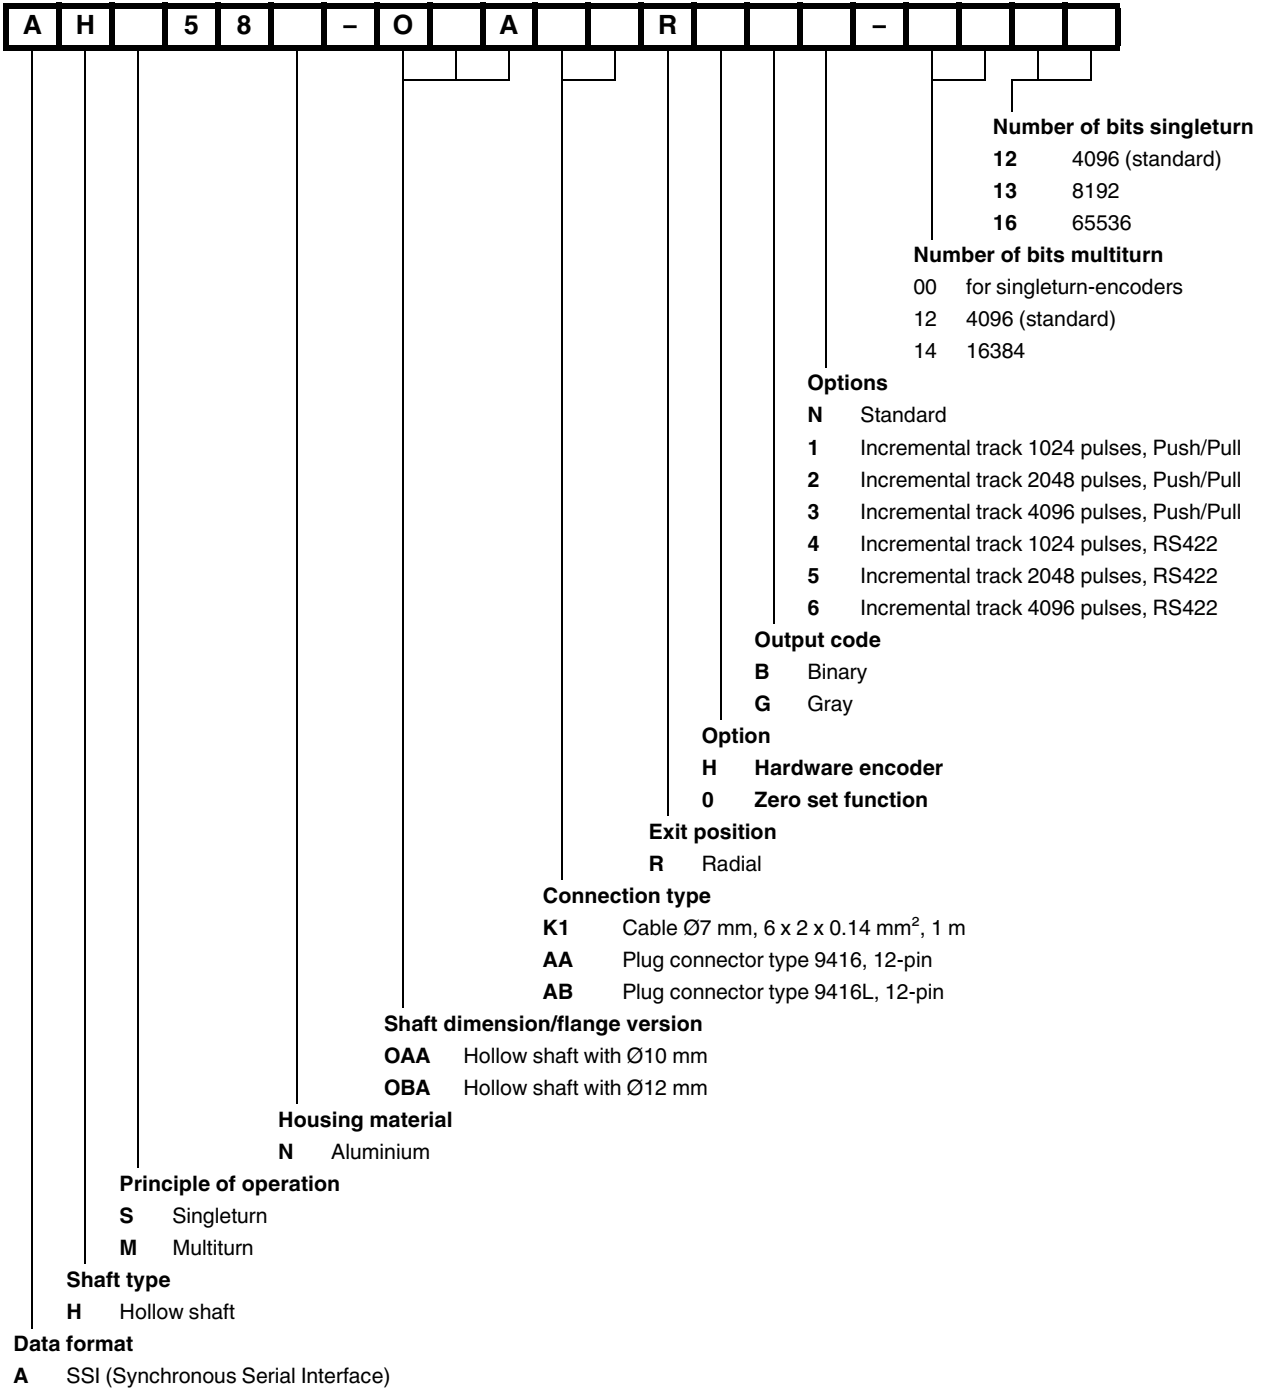 A H 5 8 – O A R –
Number of bits singleturn
12 4096 (standard)
13 8192
16 65536
Number of bits multiturn
00 for singleturn-encoders
12 4096 (standard)
14 16384
Options
N Standard
1 Incremental track 1024 pulses, Push/Pull
2 Incremental track 2048 pulses, Push/Pull
3 Incremental track 4096 pulses, Push/Pull
4 Incremental track 1024 pulses, RS422
5 Incremental track 2048 pulses, RS422
6 Incremental track 4096 pulses, RS422
Output code
B Binary
G Gray
Option
H Hardware encoder
0 Zero set function
Exit position
R Radial
Connection type
K1 Cable Ø7 mm, 6 x 2 x 0.14 mm², 1 m
AA Plug connector type 9416, 12-pin
AB Plug connector type 9416L, 12-pin
Shaft dimension/flange version
OAA Hollow shaft with Ø10 mm
OBA Hollow shaft with Ø12 mm
Housing material
N Aluminium
Principle of operation
S Singleturn
M Multiturn
Shaft type
H Hollow shaft
Data format
A SSI (Synchronous Serial Interface)